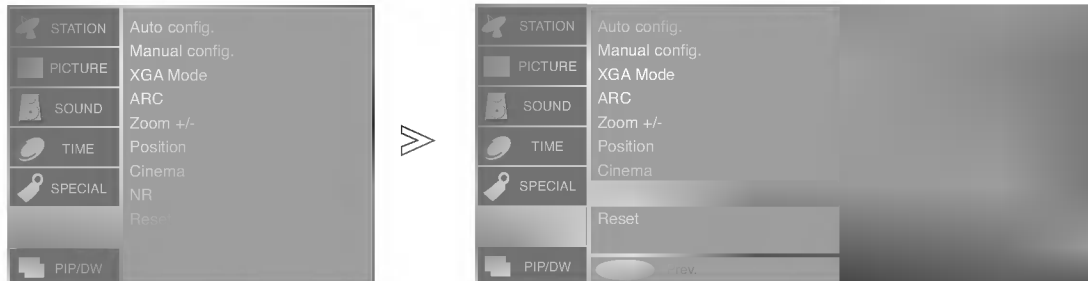 STATION
PICTURE
SOUND
TIME
SPECIAL
PIP/DW
Auto config.
Manual config.
XGA Mode
ARC
Zoom +/-
Position
Cinema
NR
Reset
STATION
PICTURE
SOUND
TIME
SPECIAL
PIP/DW
Auto config.
Manual config.
XGA Mode
ARC
Zoom +/-
Position
Cinema
Reset